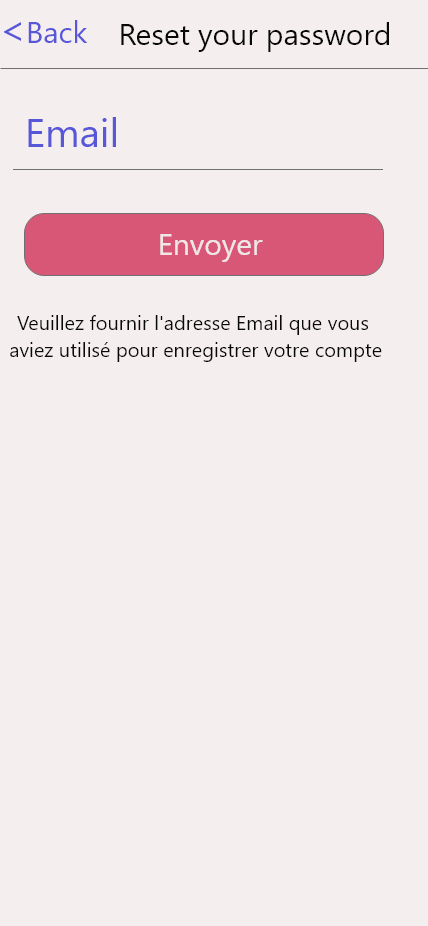 <Back Reset your password
Email
Envoyer
Veuillez fournir l'adresse Email que vous
aviez utilisé pour enregistrer votre compte